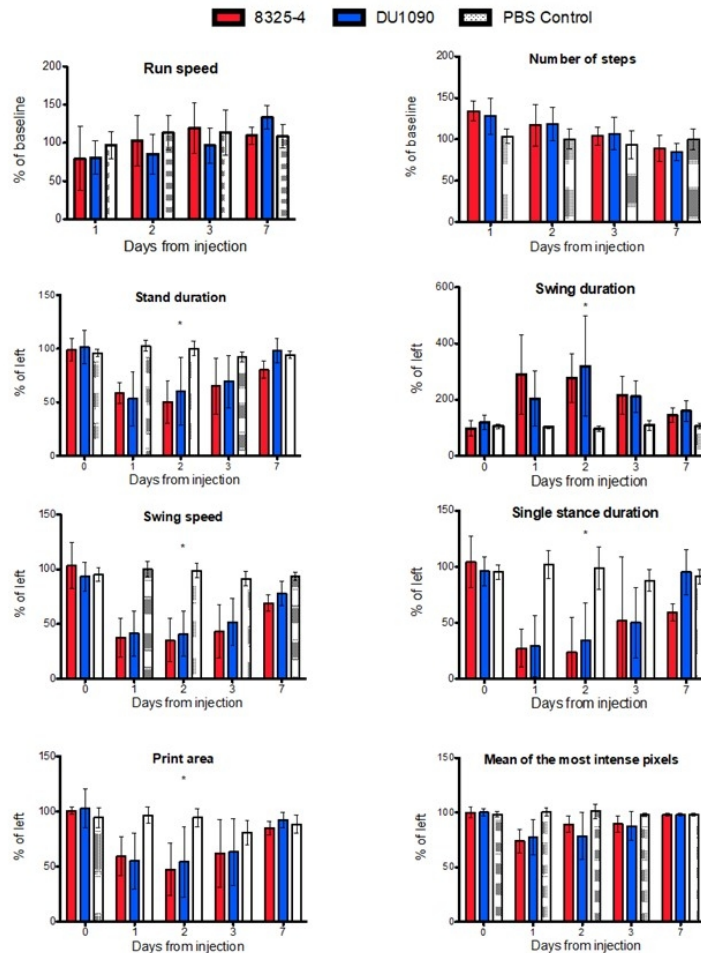 8325-4 DU1090 PBS Control
Run speed
% of baseline
200
150
100
50
0
1 2 3 7
Days from injection
Number of steps
% of baseline
200
150
100
50
0
1 2 3 7
Days from injection
Stand duration
% of left
150
100
50
0
0 1 2 3 7
*
Days from injection
Swing duration
% of left
600
400
200
0
0 1 2 3 7
*
Days from injection
Swing speed
% of left
150
100
50
0
0 1 2 3 7
*
Days from injection
Single stance duration
% of left
150
100
50
0
0 1 2 3 7
*
Days from injection
Print area
% of left
150
100
50
0
0 1 2 3 7
*
Days from injection
Mean of the most intense pixels
% of left
150
100
50
0
0 1 2 3 7
Days from injection